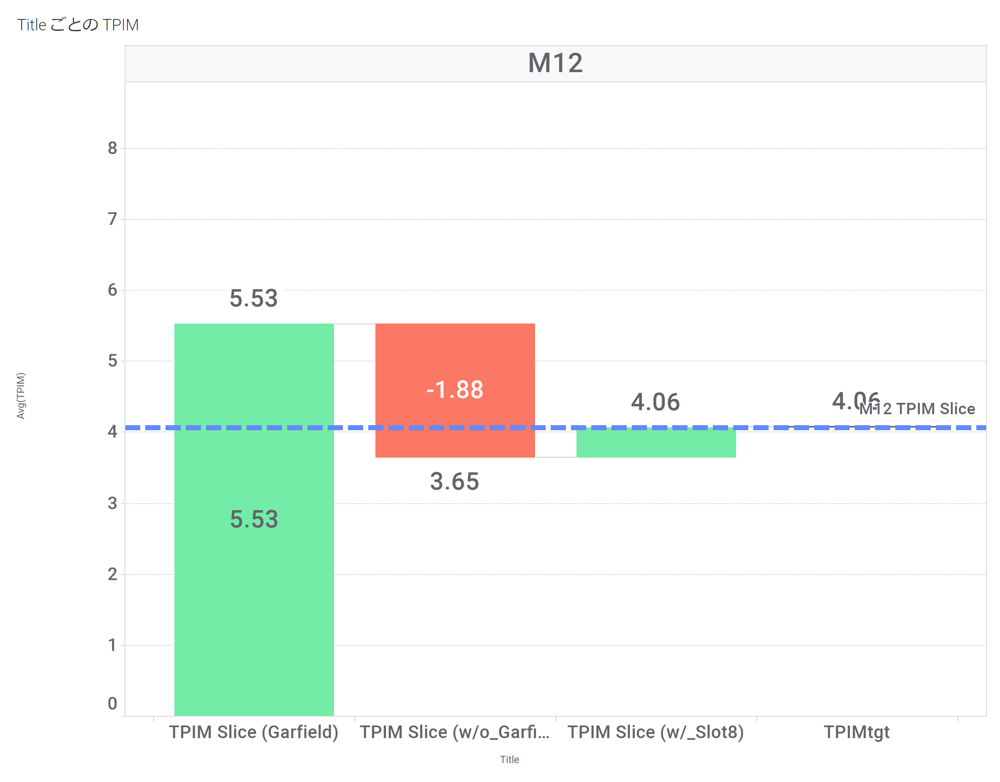 Title ごとの TPIM
M12
8
7
6
5
4
3
2
1
0
Avg(TPIM)
5.53
5.53
-1.88
3.65
4.06
4.06
M12 TPIM Slice
TPIM Slice (Garfield)
TPIM Slice (w/o_Garfi...
TPIM Slice (w/_Slot8)
TPIMtgt
Title